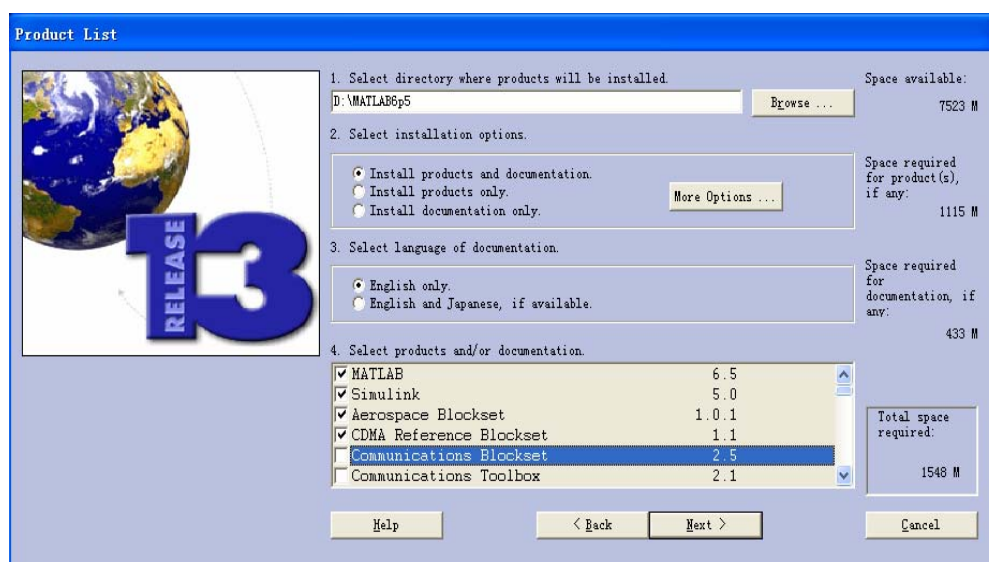 Product List
1. Select directory where products will be installed.
D:\MATLAB6p5
Browse ...
Space available:
7523 M
2. Select installation options.
Install products and documentation.
Install products only.
Install documentation only.
More Options ...
Space required
for product(s),
if any:
1115 M
3. Select language of documentation.
English only.
English and Japanese, if available.
Space required
for
documentation, if
any:
433 M
RELEASE
13
4. Select products and/or documentation.
MATLAB 6.5
Simulink 5.0
Aerospace Blockset 1.0.1
CDMA Reference Blockset 1.1
Communications Blockset 2.5
Communications Toolbox 2.1
Total space
required:
1548 M
Help
< Back
Next >
Cancel